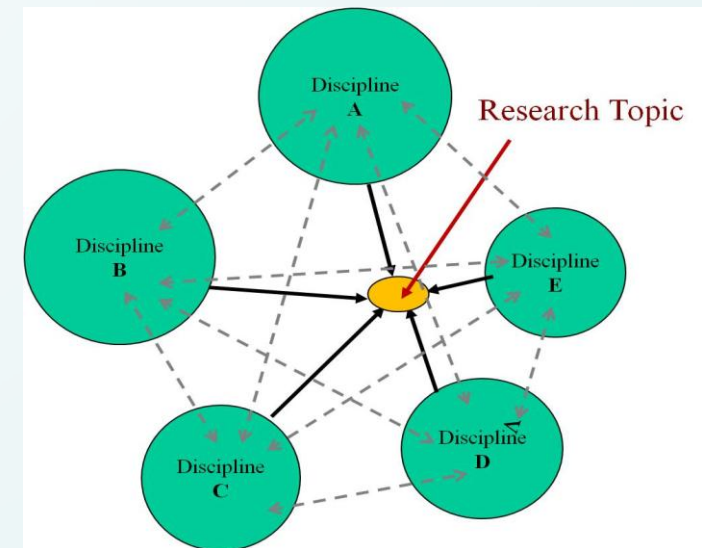 Discipline
A
Research Topic
Discipline
B
Discipline
E
Discipline
D
Discipline
C